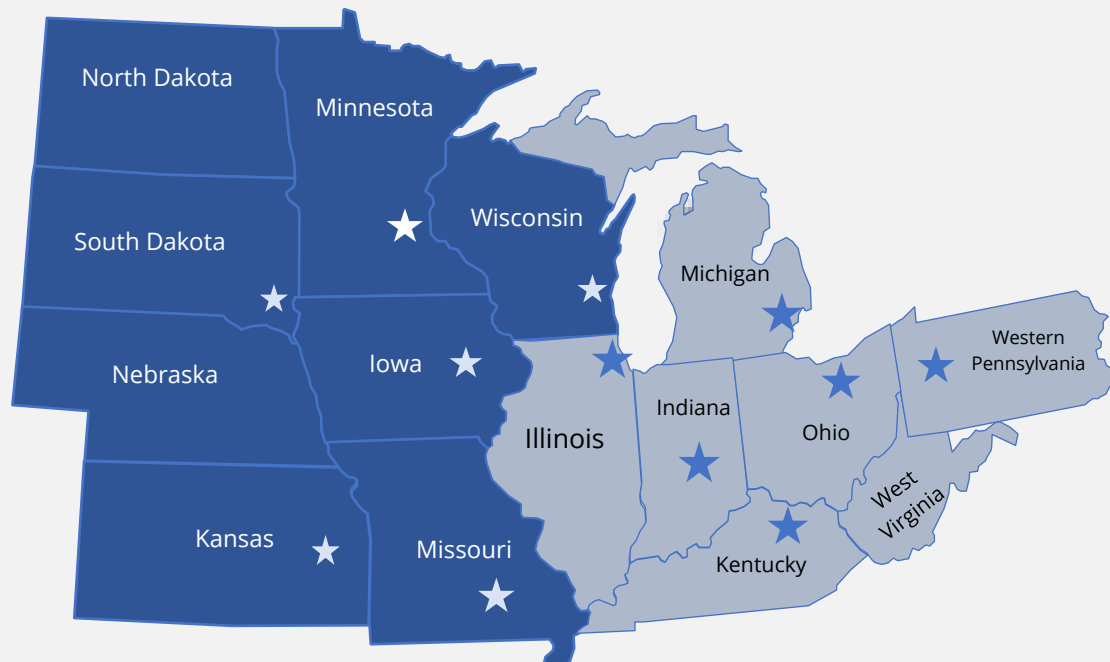 North Dakota
Minnesota
South Dakota
Wisconsin
Nebraska
Iowa
Kansas
Missouri
Illinois
Michigan
Indiana
Ohio
Western
Pennsylvania
West
Virginia
Kentucky